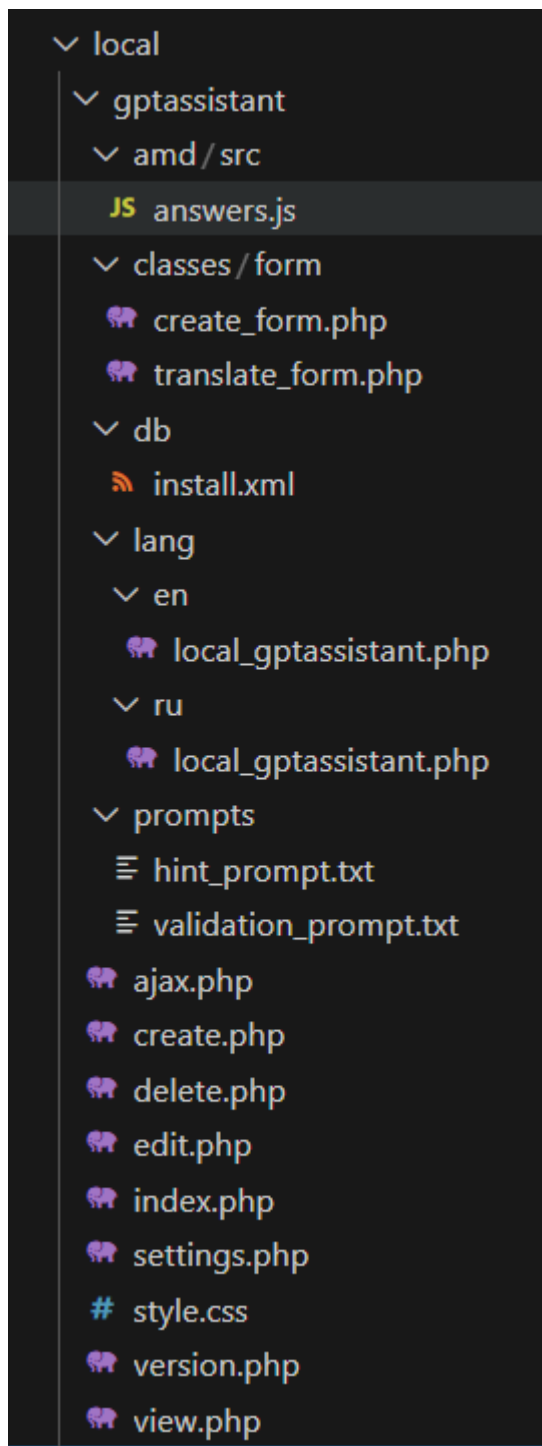 local
gptassistant
amd/src
JS answers.js
classes/form
create_form.php
translate_form.php
db
install.xml
lang
en
local_gptassistant.php
ru
local_gptassistant.php
prompts
hint_prompt.txt
validation_prompt.txt
ajax.php
create.php
delete.php
edit.php
index.php
settings.php
# style.css
version.php
view.php